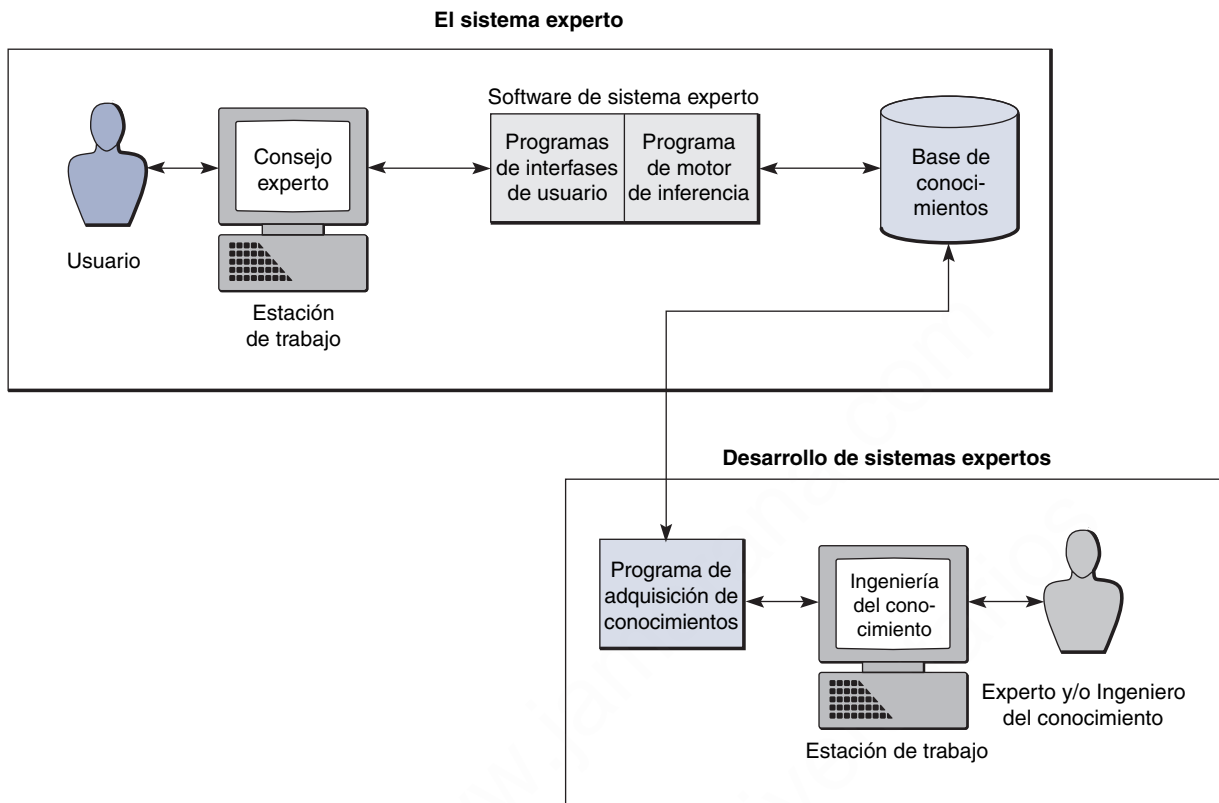 El sistema experto
Software de sistema experto
Consejo
experto
Programas
de interfases
de usuario
Programa
de motor
de inferencia
Base de
conoci-
mientos
Usuario
Estación
de trabajo
Desarrollo de sistemas expertos
Programa de
adquisición de
conocimientos
Ingeniería
del cono-
cimiento
Experto y/o Ingeniero
del conocimiento
Estación de trabajo